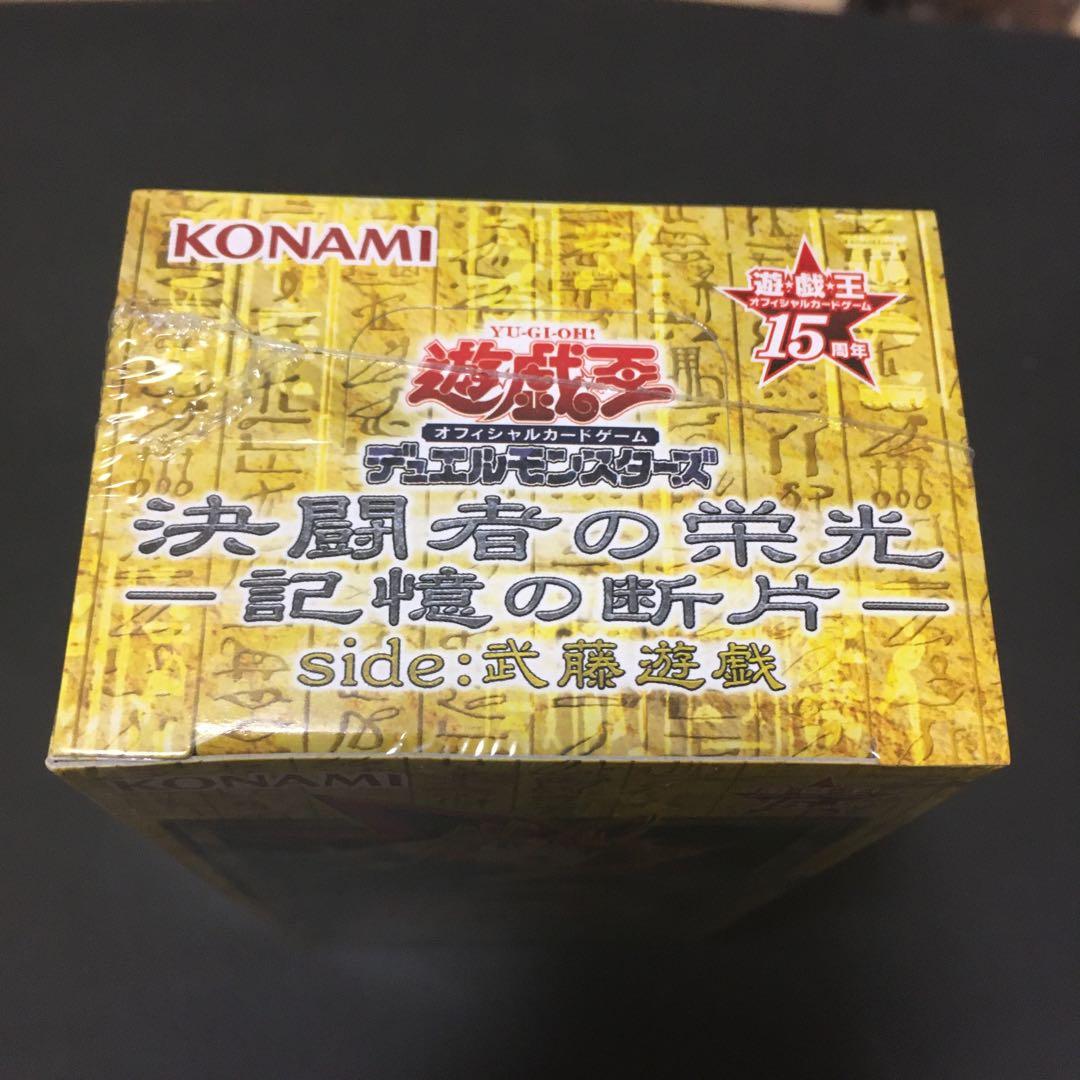 KONAMI
遊・戯・王
オフィシャルカードゲーム
15周年
YU-GI-OH!
遊戯王
オフィシャルカードゲーム
デュエルモンスターズ
決闘者の栄光
―記憶の断片―
side:武藤遊戯
KONAMI